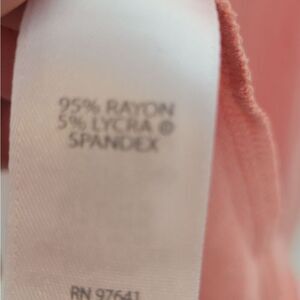 95% RAYON
5% LYCRA ®
SPANDEX
RN 97641